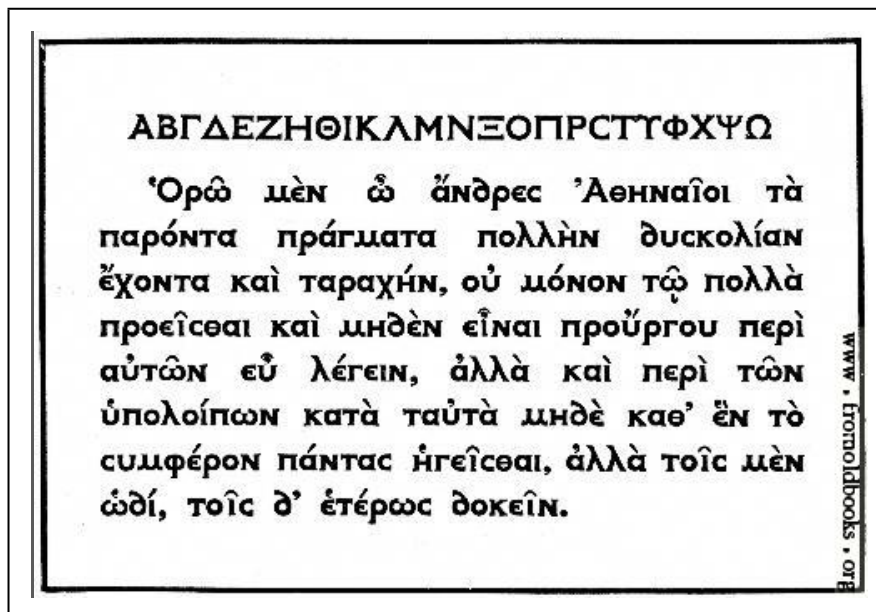 ΑΒΓΔΕΖΗΘΙΚΛΜΝΞΟΠΡϹΤΥΦΧΨΩ
Ὁρῶ μὲν ὦ ἄνδρεϲ Ἀθηναῖοι τὰ
παρόντα πράγματα πολλὴν δυϲκολίαν
ἔχοντα καὶ ταραχήν, οὐ μόνον τῷ πολλὰ
προεῖϲθαι καὶ μηδὲν εἶναι προὔργου περὶ
αὐτῶν εὖ λέγειν, ἀλλὰ καὶ περὶ τῶν
ὑπολοίπων κατὰ ταὐτὰ μηδὲ καθ’ ἓν τὸ
ϲυμφέρον πάνταϲ ἡγεῖϲθαι, ἀλλὰ τοῖϲ μὲν
ὡδί, τοῖϲ δ’ ἑτέρωϲ δοκεῖν.
www . fromoldbooks . org